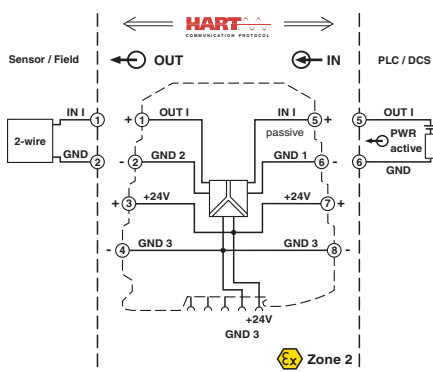 HART
COMMUNICATION PROTOCOL
Sensor / Field
OUT
IN
PLC / DCS
IN I
1
+
1
OUT I
IN I
5
+
5
OUT I
passive
2-wire
PWR
active
GND
2
-
2
GND 2
GND 1
6
-
6
GND
+
3
+24V
+24V
7
+
-
4
GND 3
GND 3
8
-
+24V
GND 3
Ex
Zone 2